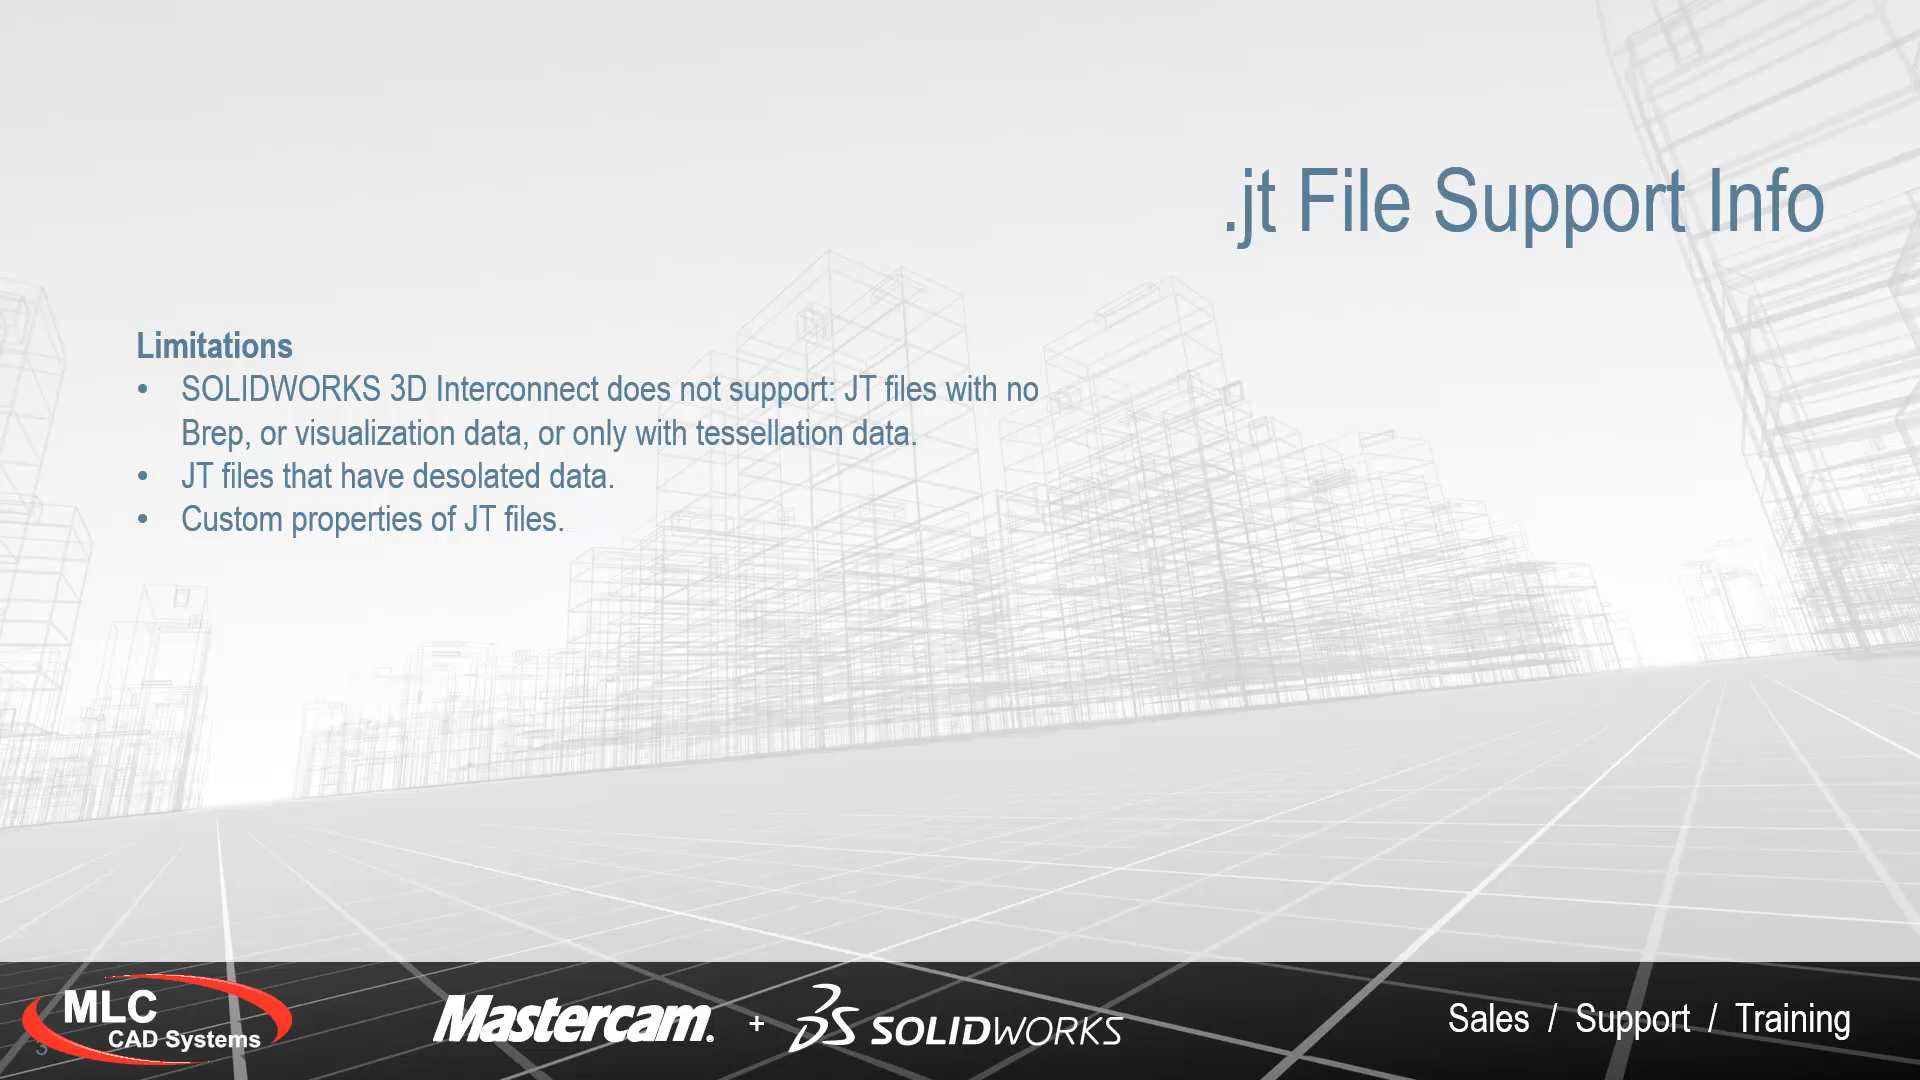 .jt File Support Info
Limitations
• SOLIDWORKS 3D Interconnect does not support: JT files with no
Brep, or visualization data, or only with tessellation data.
• JT files that have desolated data.
• Custom properties of JT files.
MLC
CAD Systems
3
Mastercam. + SOLIDWORKS
Sales / Support / Training